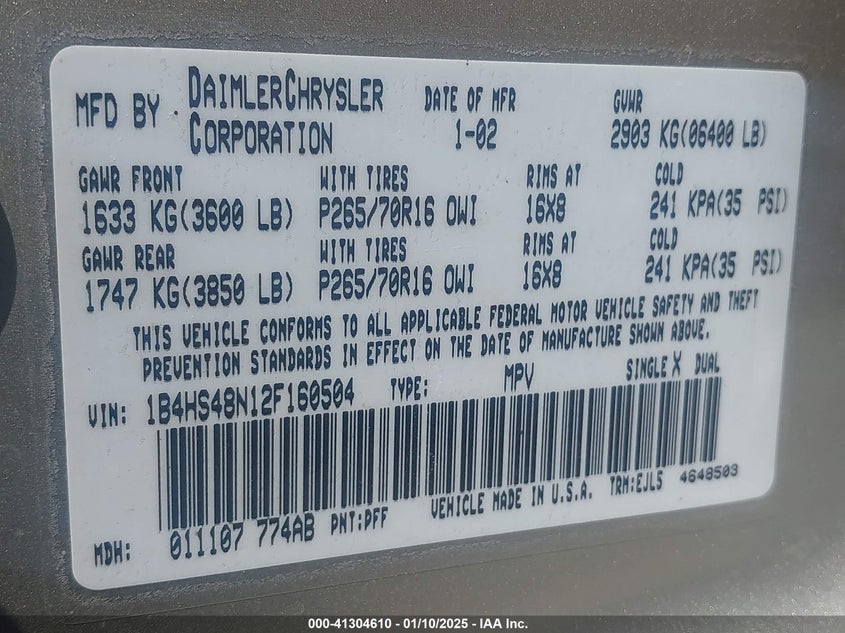 MFD BY DAIMLERCHRYSLER CORPORATION DATE OF MFR 1-02 GVWR 2903 KG(06400 LB)
GAWR FRONT WITH TIRES RIMS AT COLD
1633 KG(3600 LB) P265/70R16 OWI 16X8 241 KPA(35 PSI)
GAWR REAR WITH TIRES RIMS AT COLD
1747 KG(3850 LB) P265/70R16 OWI 16X8 241 KPA(35 PSI)
THIS VEHICLE CONFORMS TO ALL APPLICABLE FEDERAL MOTOR VEHICLE SAFETY AND THEFT
PREVENTION STANDARDS IN EFFECT ON THE DATE OF MANUFACTURE SHOWN ABOVE.
VIN: 1B4HS48N12F160504 TYPE: MPV SINGLE X DUAL
MDH: 011107 774AB PNT:PFF VEHICLE MADE IN U.S.A. TRM:EJL5 4648503
000-41304610 - 01/10/2025 - IAA Inc.